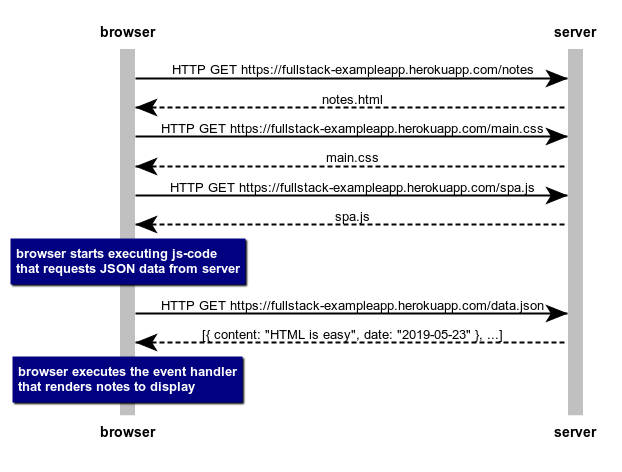 browser server
HTTP GET https://fullstack-exampleapp.herokuapp.com/notes
notes.html
HTTP GET https://fullstack-exampleapp.herokuapp.com/main.css
main.css
HTTP GET https://fullstack-exampleapp.herokuapp.com/spa.js
spa.js
browser starts executing js-code
that requests JSON data from server
HTTP GET https://fullstack-exampleapp.herokuapp.com/data.json
[{ content: "HTML is easy", date: "2019-05-23" }, ...]
browser executes the event handler
that renders notes to display
browser server